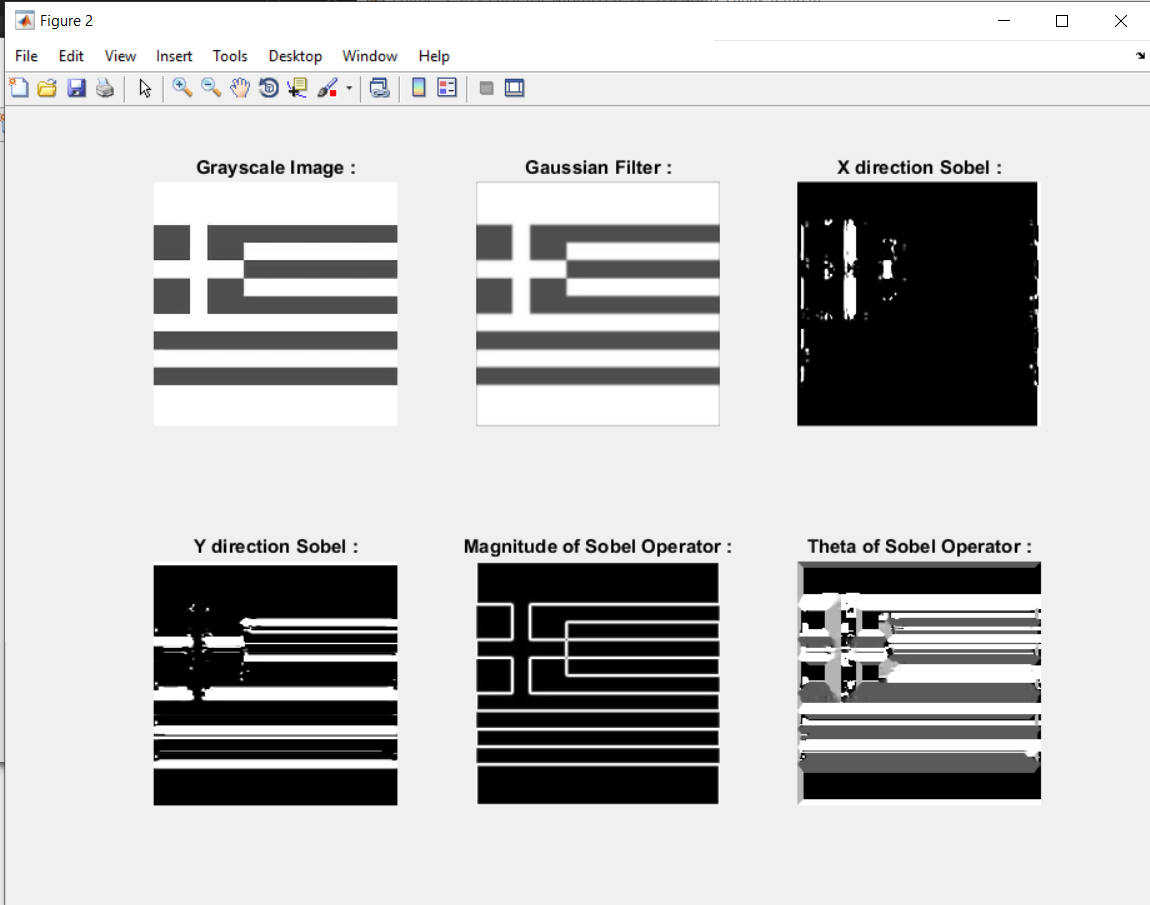 Figure 2
File Edit View Insert Tools Desktop Window Help
Grayscale Image :
Gaussian Filter :
X direction Sobel :
Y direction Sobel :
Magnitude of Sobel Operator :
Theta of Sobel Operator :